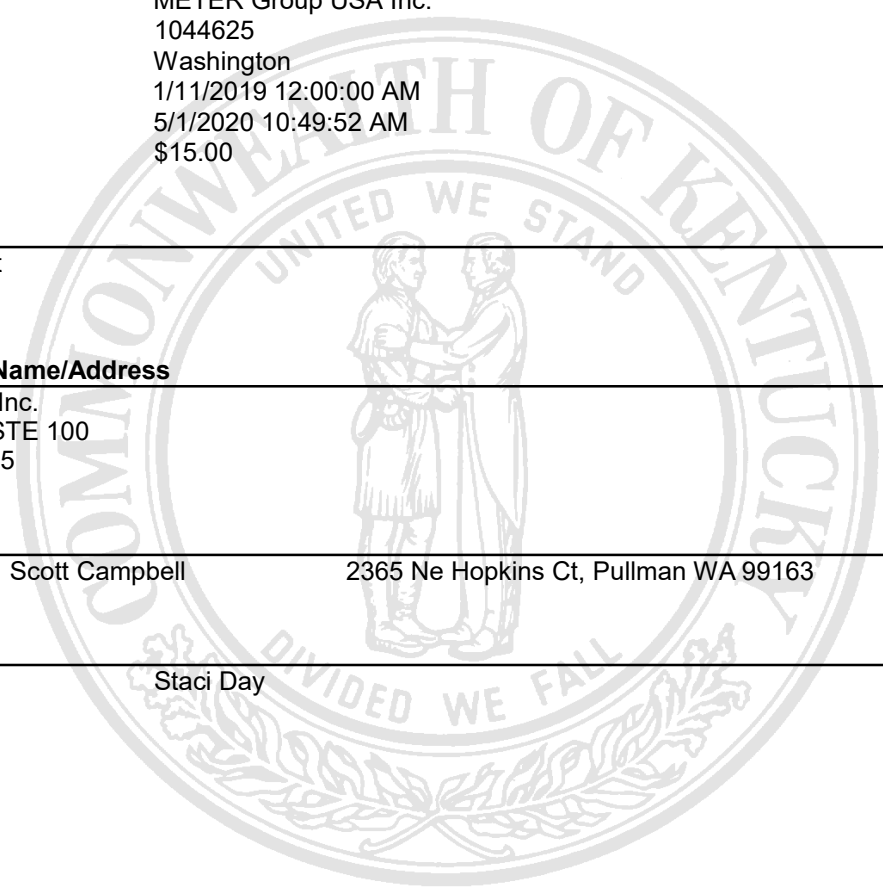 METER Group USA Inc.
1044625
Washington
1/11/2019 12:00:00 AM
5/1/2020 10:49:52 AM
$15.00
Name/Address
Inc.
STE 100
5
Scott Campbell 2365 Ne Hopkins Ct, Pullman WA 99163
Staci Day
COMMONWEALTH OF KENTUCKY
UNITED WE STAND
DIVIDED WE FALL